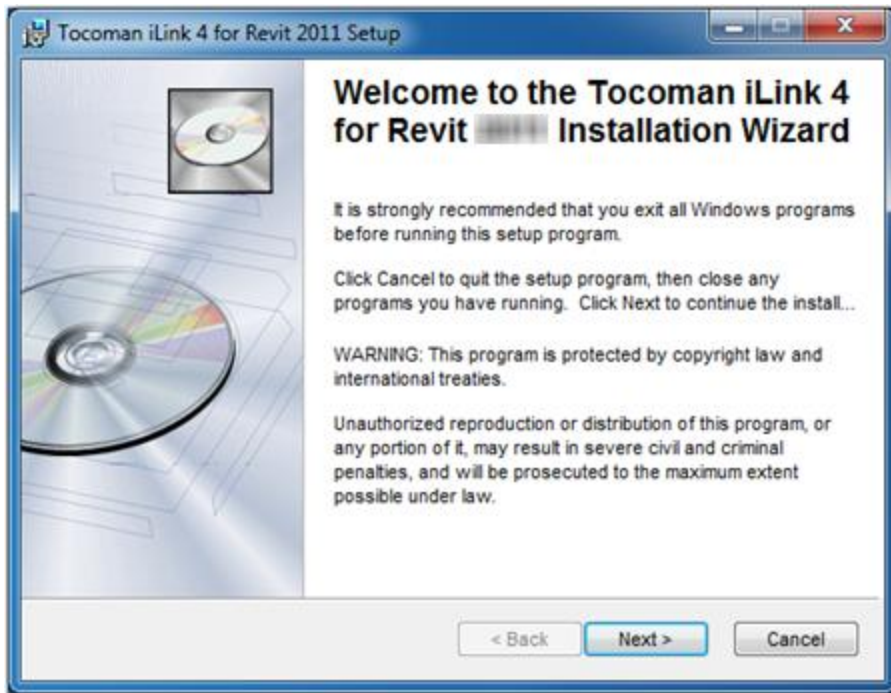 Tocoman iLink 4 for Revit 2011 Setup
Welcome to the Tocoman iLink 4
for Revit Installation Wizard
It is strongly recommended that you exit all Windows programs
before running this setup program.
Click Cancel to quit the setup program, then close any
programs you have running. Click Next to continue the install...
WARNING: This program is protected by copyright law and
international treaties.
Unauthorized reproduction or distribution of this program, or
any portion of it, may result in severe civil and criminal
penalties, and will be prosecuted to the maximum extent
possible under law.
< Back Next > Cancel